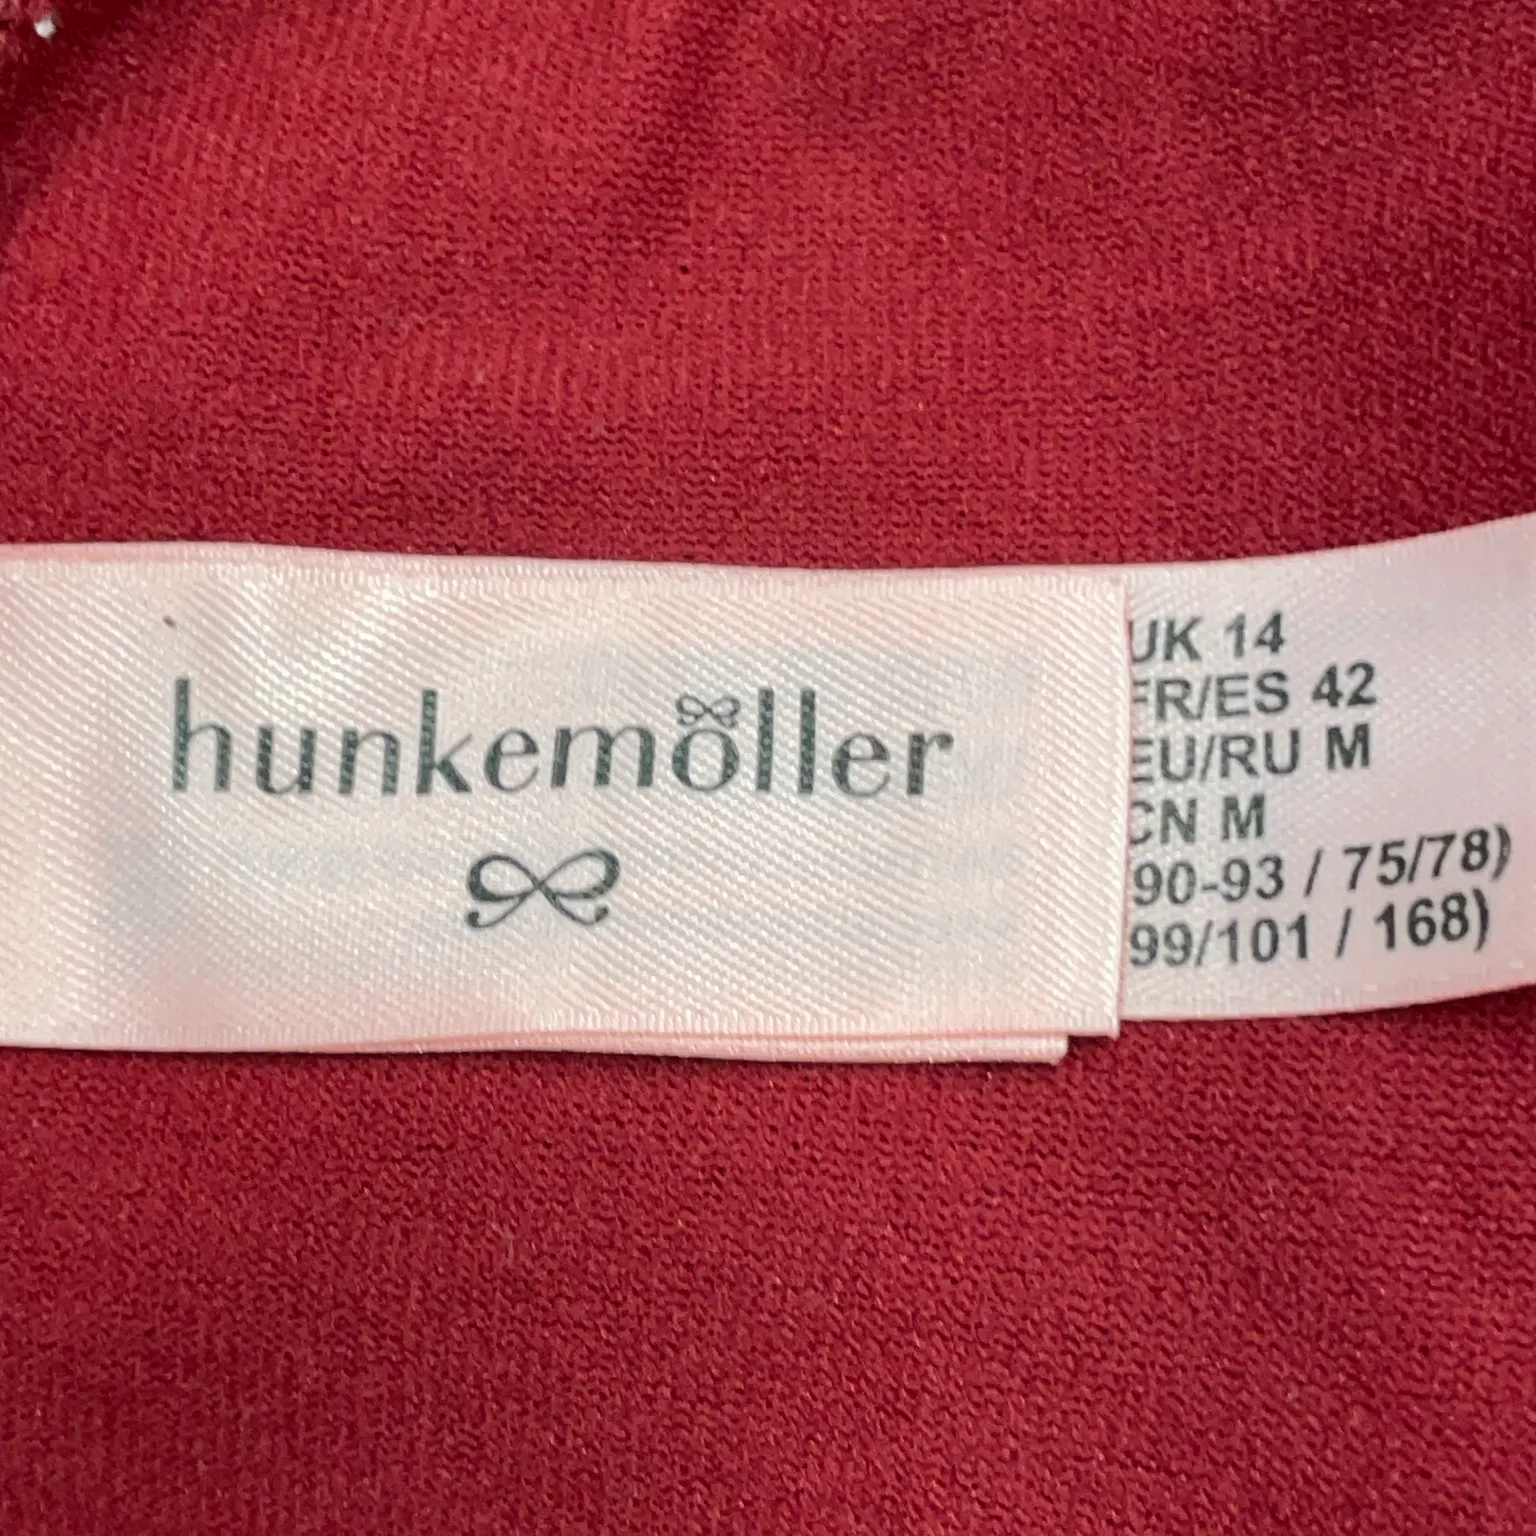 hunkemöller
UK 14
FR/ES 42
EU/RU M
CN M
90-93 / 75/78)
99/101 / 168)